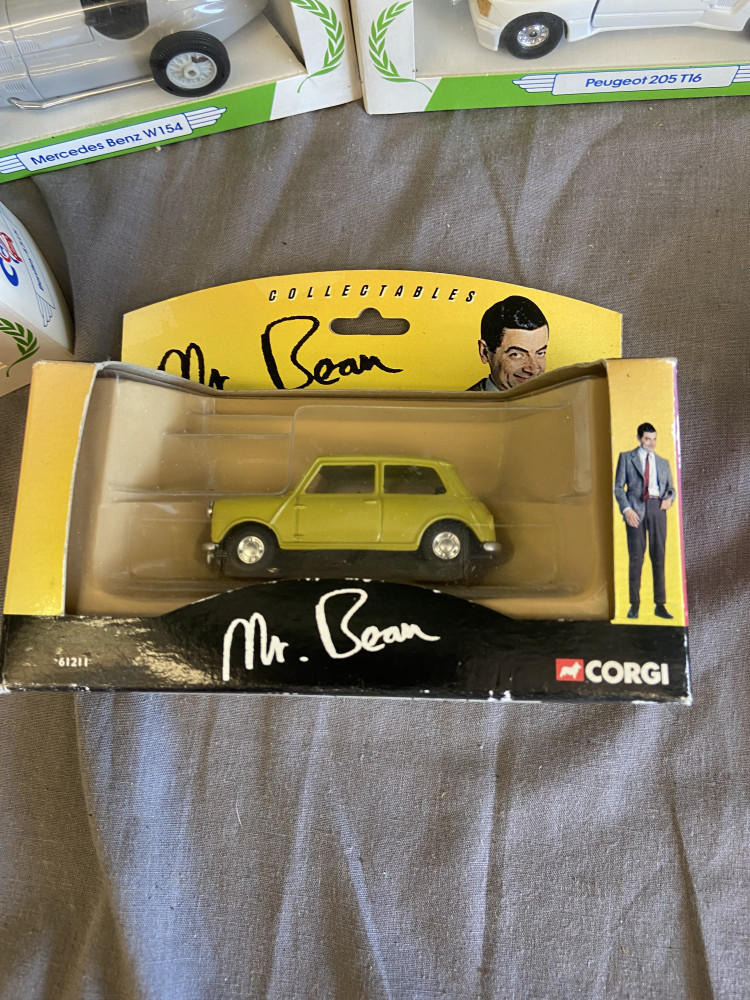 Mercedes Benz W154
Peugeot 205 T16
COLLECTABLES
Mr. Bean
Mr. Bean
61211
CORGI